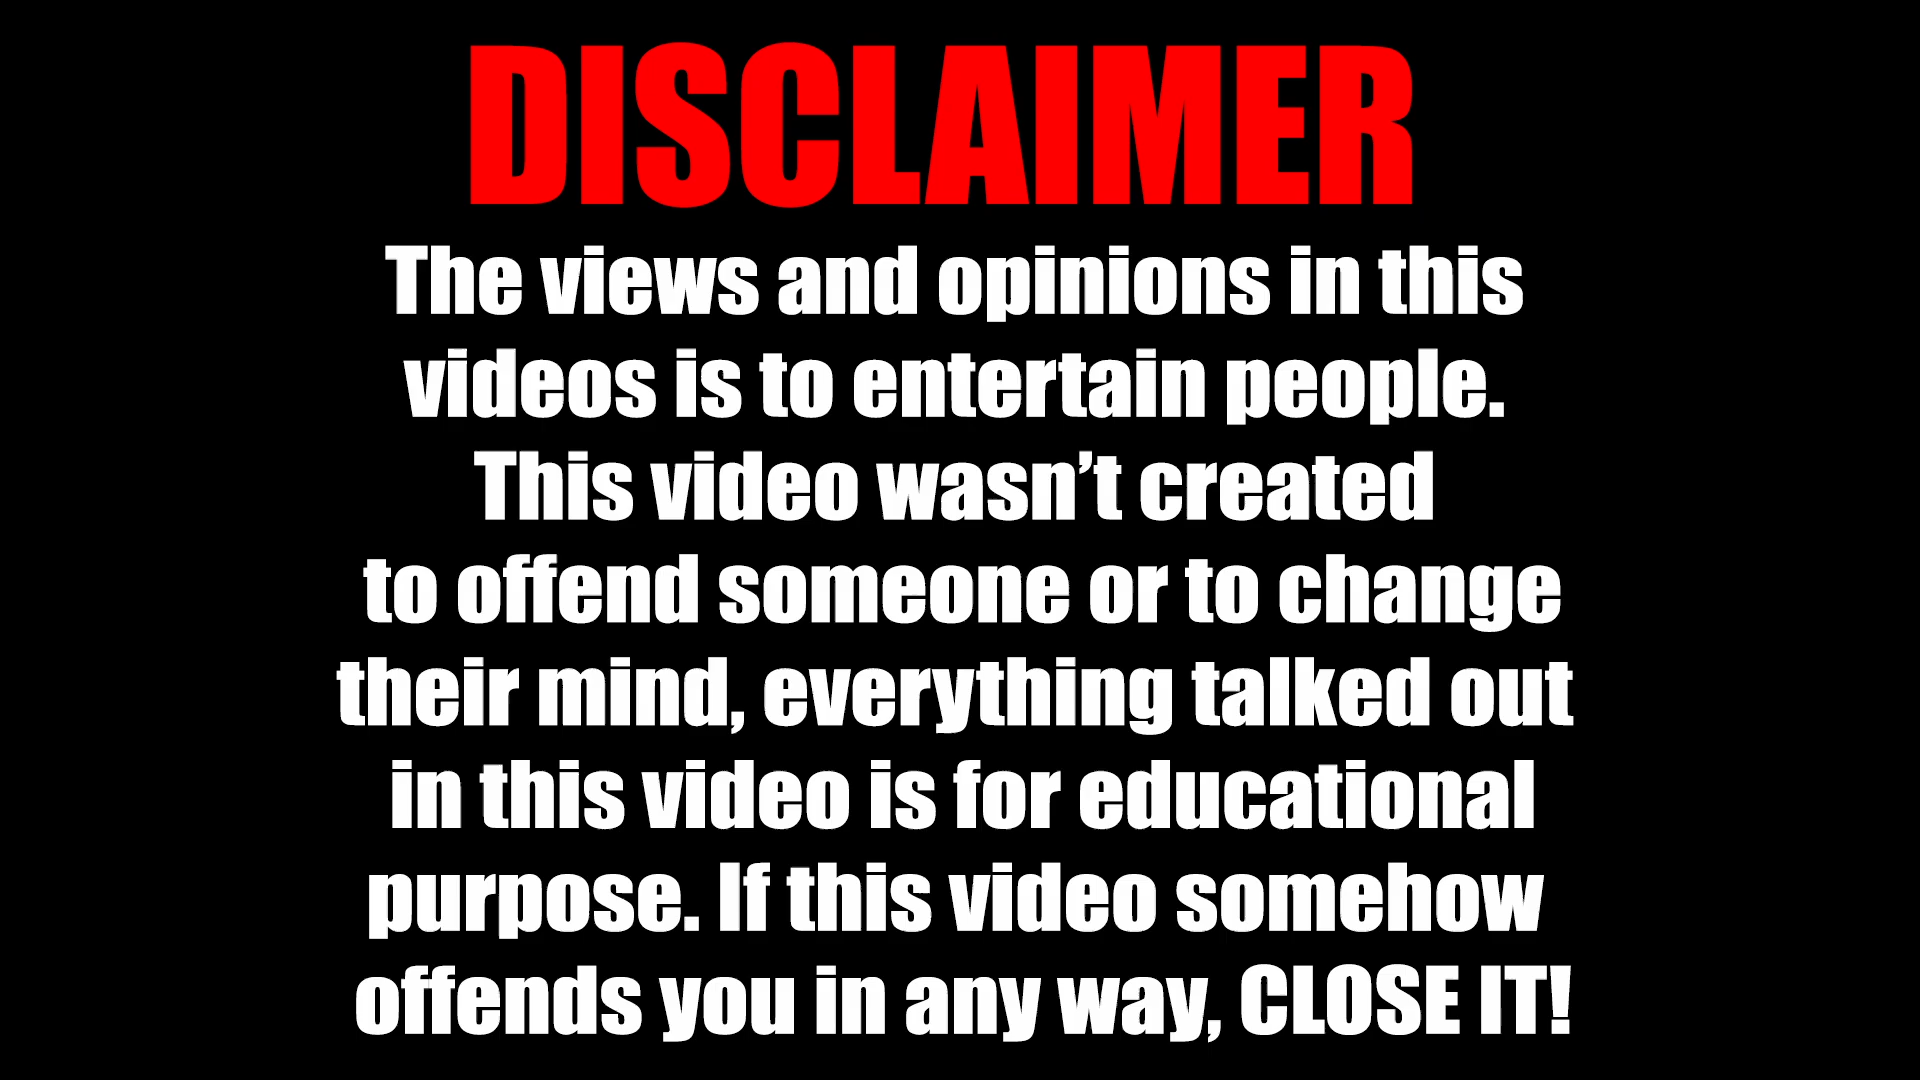 DISCLAIMER
The views and opinions in this
videos is to entertain people.
This video wasn’t created
to offend someone or to change
their mind, everything talked out
in this video is for educational
purpose. If this video somehow
offends you in any way, CLOSE IT!